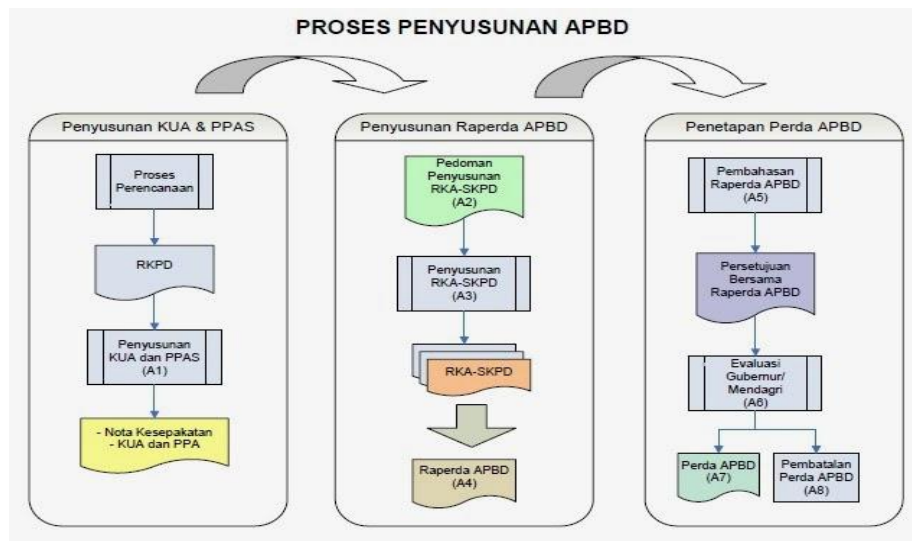 PROSES PENYUSUNAN APBD
Penyusunan KUA & PPAS
Proses
Perencanaan
RKPD
Penyusunan
KUA dan PPAS
(A1)
- Nota Kesepakatan
- KUA dan PPA
Penyusunan Raperda APBD
Pedoman
Penyusunan
RKA-SKPD
(A2)
Penyusunan
RKA-SKPD
(A3)
RKA-SKPD
Raperda APBD
(A4)
Penetapan Perda APBD
Pembahasan
Raperda APBD
(A5)
Persetujuan
Bersama
Raperda APBD
Evaluasi
Gubernur/
Mendagri
(A6)
Perda APBD
(A7)
Pembatalan
Perda APBD
(A8)